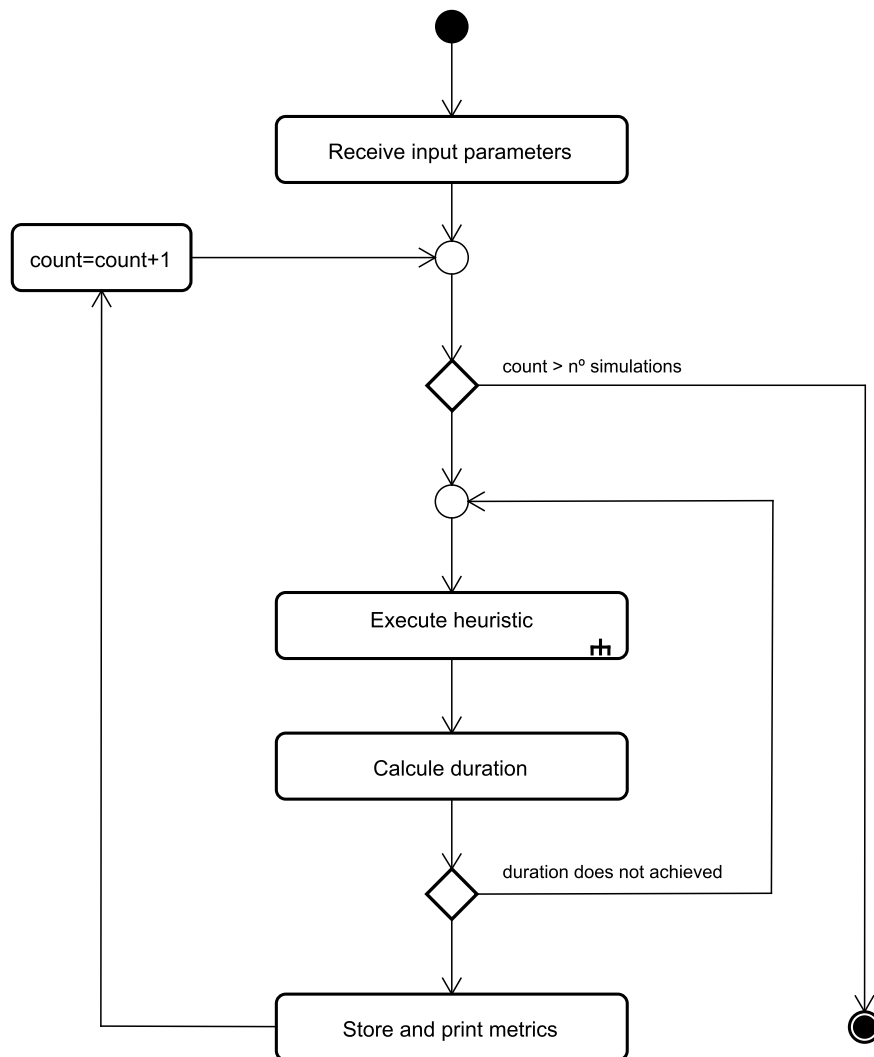 Receive input parameters
count=count+1
count > nº simulations
Execute heuristic
Calcule duration
duration does not achieved
Store and print metrics